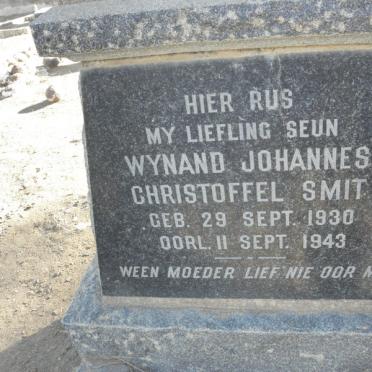 HIER RUS
MY LIEFLING SEUN
WYNAND JOHANNES
CHRISTOFFEL SMIT
GEB. 29 SEPT. 1930
OORL. 11 SEPT. 1943
WEEN MOEDER LIEF NIE OOR M